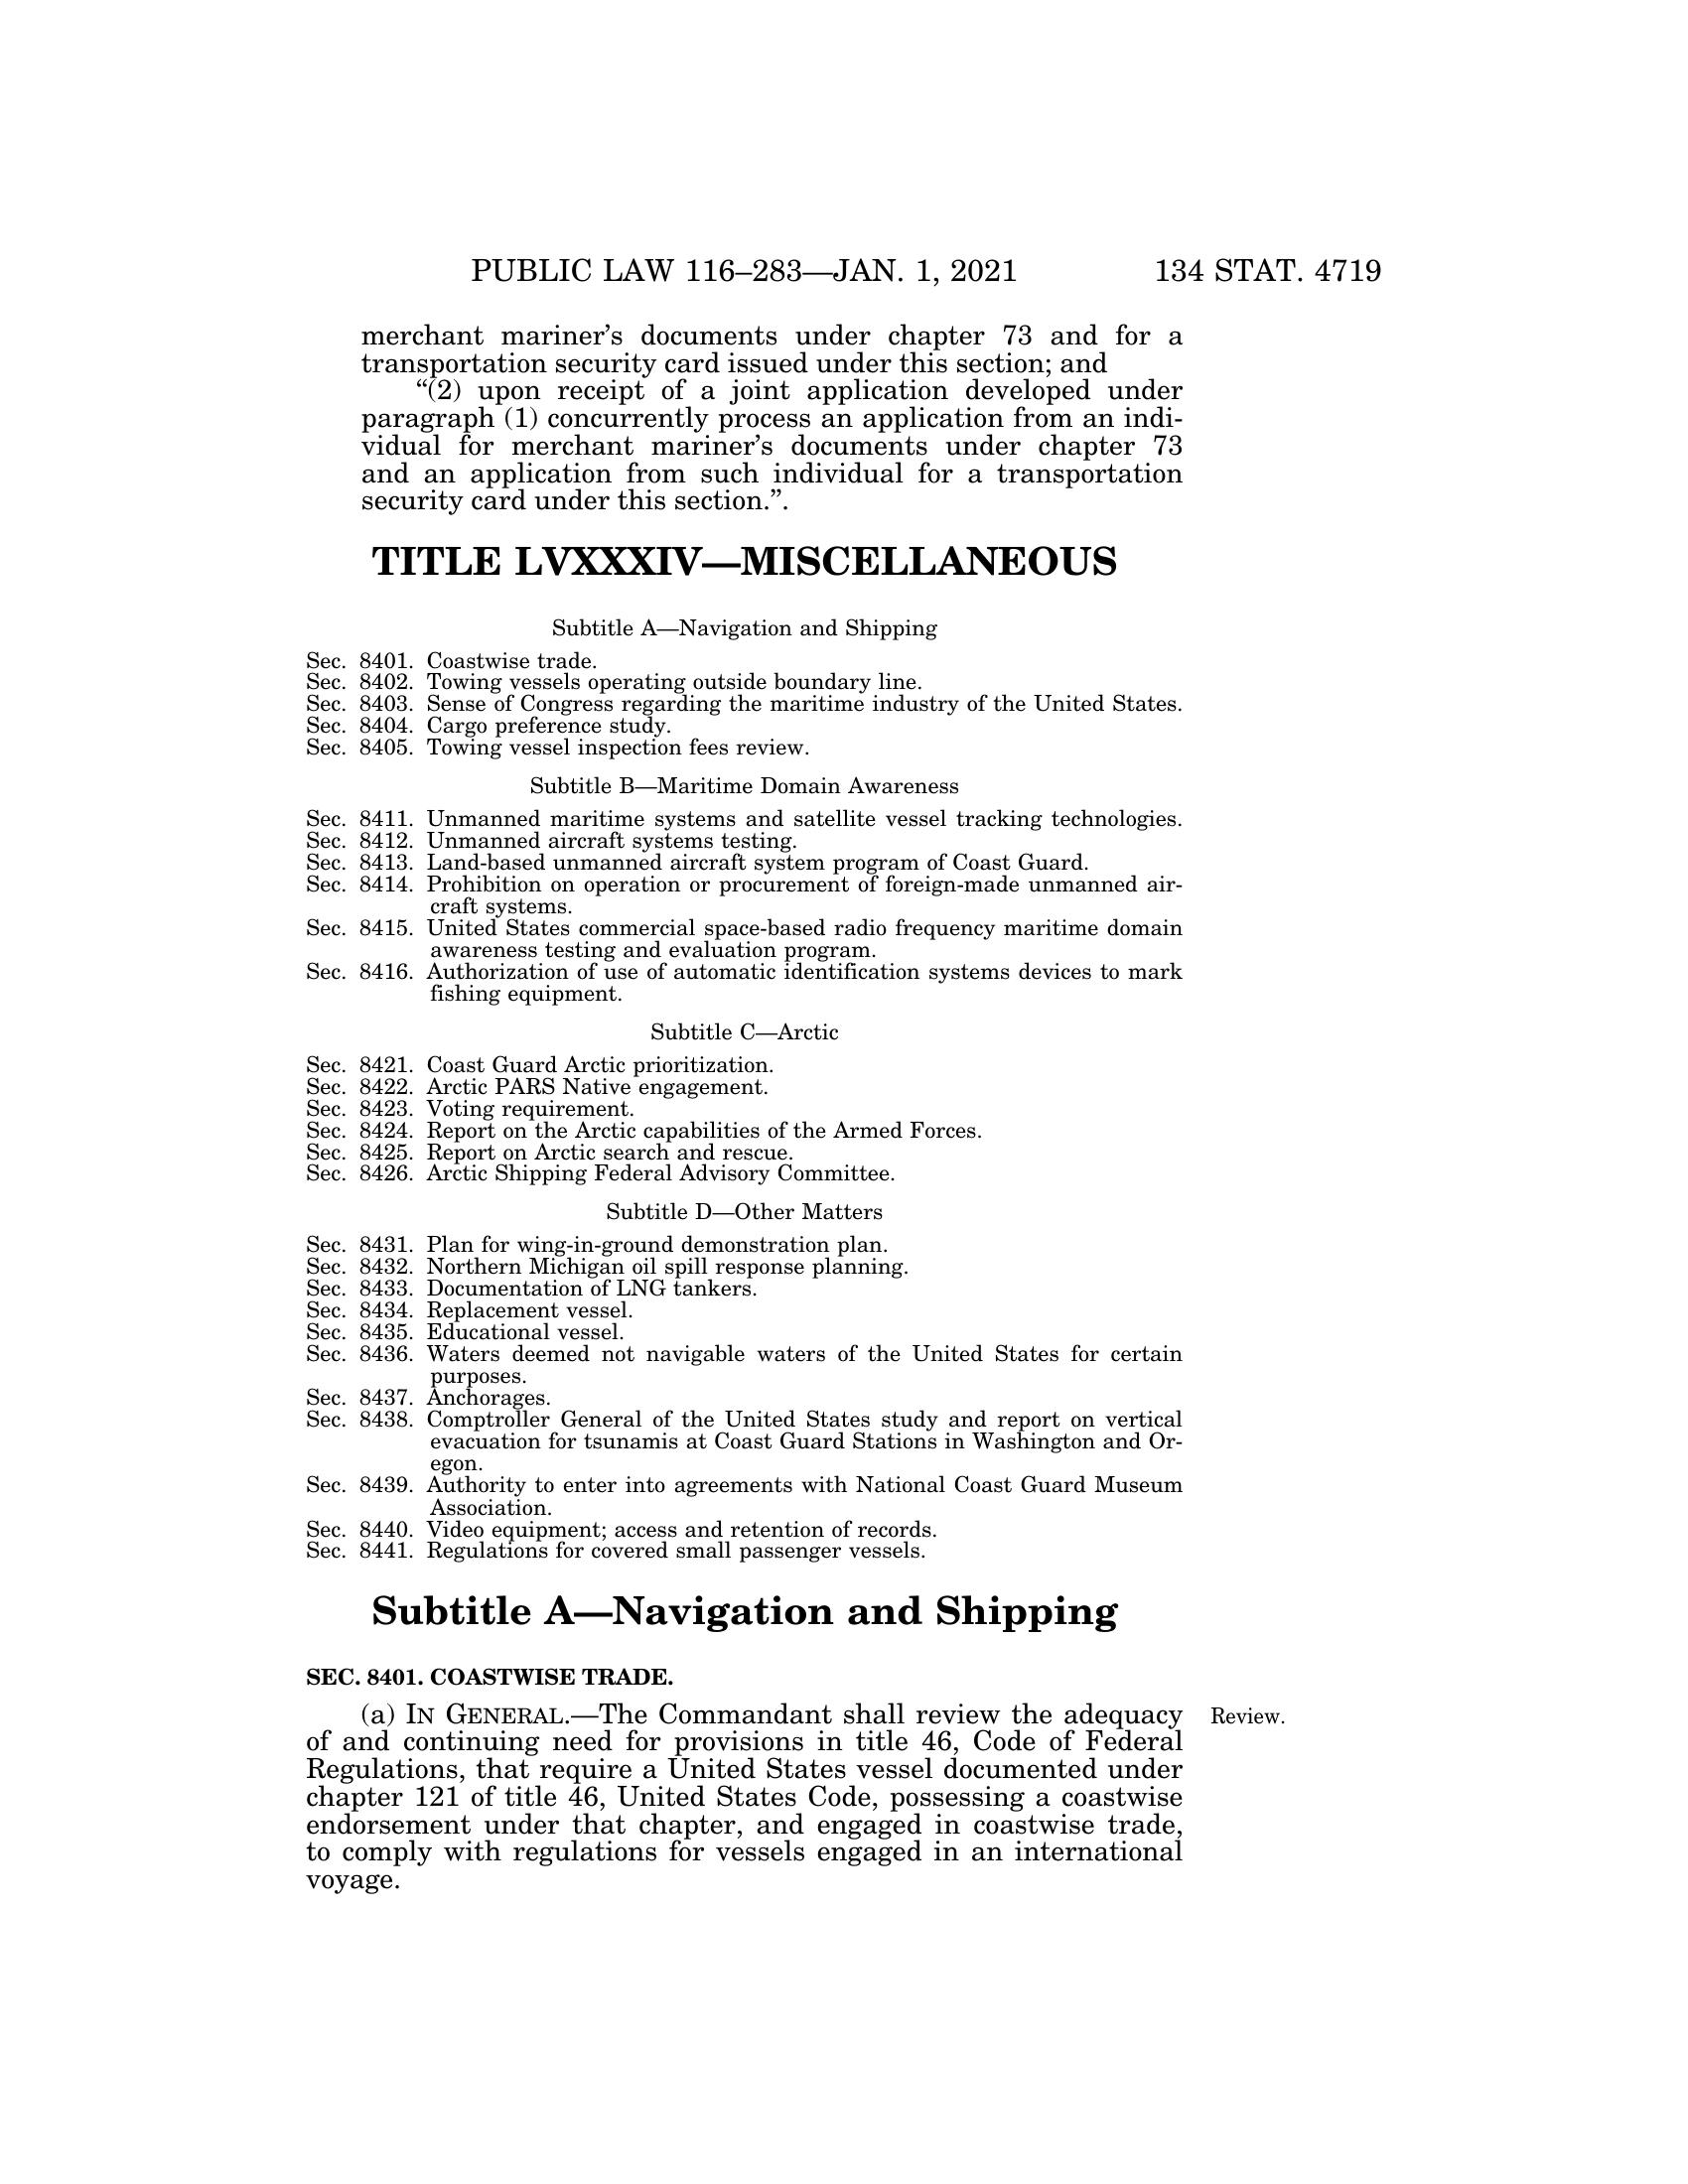 PUBLIC LAW 116–283—JAN. 1, 2021 134 STAT. 4719
merchant mariner’s documents under chapter 73 and for a
transportation security card issued under this section; and
“(2) upon receipt of a joint application developed under
paragraph (1) concurrently process an application from an indi-
vidual for merchant mariner’s documents under chapter 73
and an application from such individual for a transportation
security card under this section.”.
TITLE LVXXXIV—MISCELLANEOUS
Subtitle A—Navigation and Shipping
Sec. 8401. Coastwise trade.
Sec. 8402. Towing vessels operating outside boundary line.
Sec. 8403. Sense of Congress regarding the maritime industry of the United States.
Sec. 8404. Cargo preference study.
Sec. 8405. Towing vessel inspection fees review.
Subtitle B—Maritime Domain Awareness
Sec. 8411. Unmanned maritime systems and satellite vessel tracking technologies.
Sec. 8412. Unmanned aircraft systems testing.
Sec. 8413. Land-based unmanned aircraft system program of Coast Guard.
Sec. 8414. Prohibition on operation or procurement of foreign-made unmanned air-
craft systems.
Sec. 8415. United States commercial space-based radio frequency maritime domain
awareness testing and evaluation program.
Sec. 8416. Authorization of use of automatic identification systems devices to mark
fishing equipment.
Subtitle C—Arctic
Sec. 8421. Coast Guard Arctic prioritization.
Sec. 8422. Arctic PARS Native engagement.
Sec. 8423. Voting requirement.
Sec. 8424. Report on the Arctic capabilities of the Armed Forces.
Sec. 8425. Report on Arctic search and rescue.
Sec. 8426. Arctic Shipping Federal Advisory Committee.
Subtitle D—Other Matters
Sec. 8431. Plan for wing-in-ground demonstration plan.
Sec. 8432. Northern Michigan oil spill response planning.
Sec. 8433. Documentation of LNG tankers.
Sec. 8434. Replacement vessel.
Sec. 8435. Educational vessel.
Sec. 8436. Waters deemed not navigable waters of the United States for certain
purposes.
Sec. 8437. Anchorages.
Sec. 8438. Comptroller General of the United States study and report on vertical
evacuation for tsunamis at Coast Guard Stations in Washington and Or-
egon.
Sec. 8439. Authority to enter into agreements with National Coast Guard Museum
Association.
Sec. 8440. Video equipment; access and retention of records.
Sec. 8441. Regulations for covered small passenger vessels.
Subtitle A—Navigation and Shipping
SEC. 8401. COASTWISE TRADE.
(a) IN GENERAL.—The Commandant shall review the adequacy Review.
of and continuing need for provisions in title 46, Code of Federal
Regulations, that require a United States vessel documented under
chapter 121 of title 46, United States Code, possessing a coastwise
endorsement under that chapter, and engaged in coastwise trade,
to comply with regulations for vessels engaged in an international
voyage.